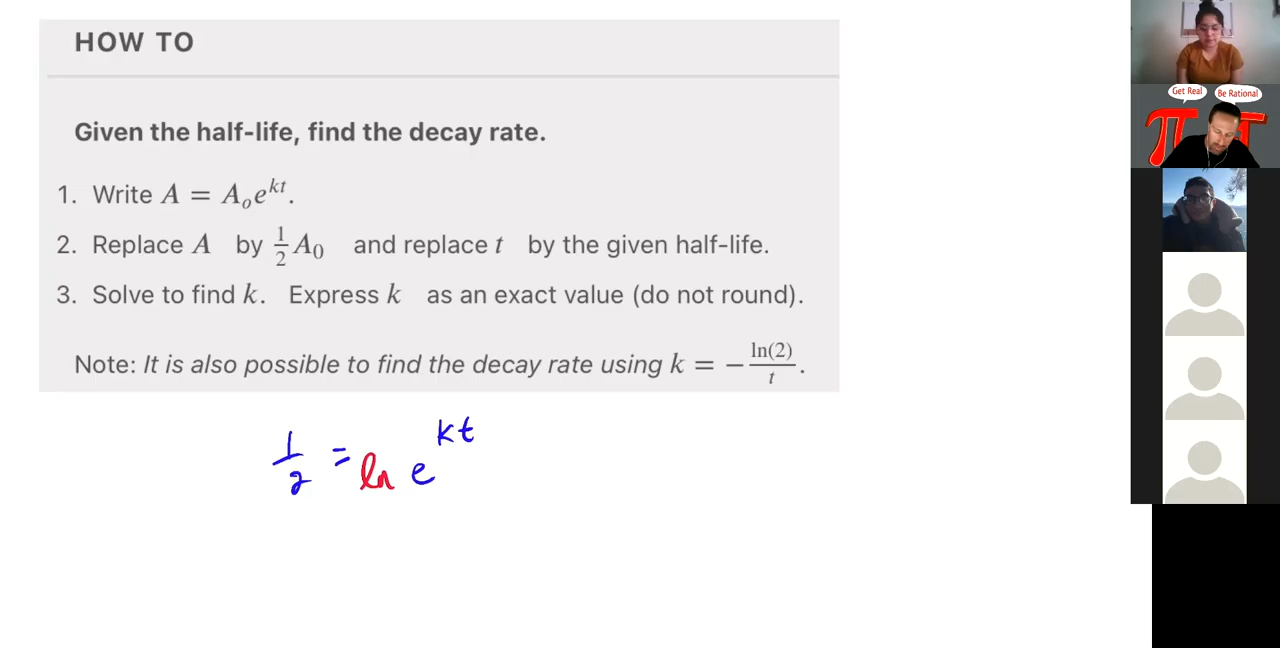 HOW TO
Given the half-life, find the decay rate.
1. Write A = Aₒe^{kt}.
2. Replace A by 1/2 A₀ and replace t by the given half-life.
3. Solve to find k. Express k as an exact value (do not round).
Note: It is also possible to find the decay rate using k = − ln(2)/t.
1/2 = ln e^{kt}
Get Real
Be Rational